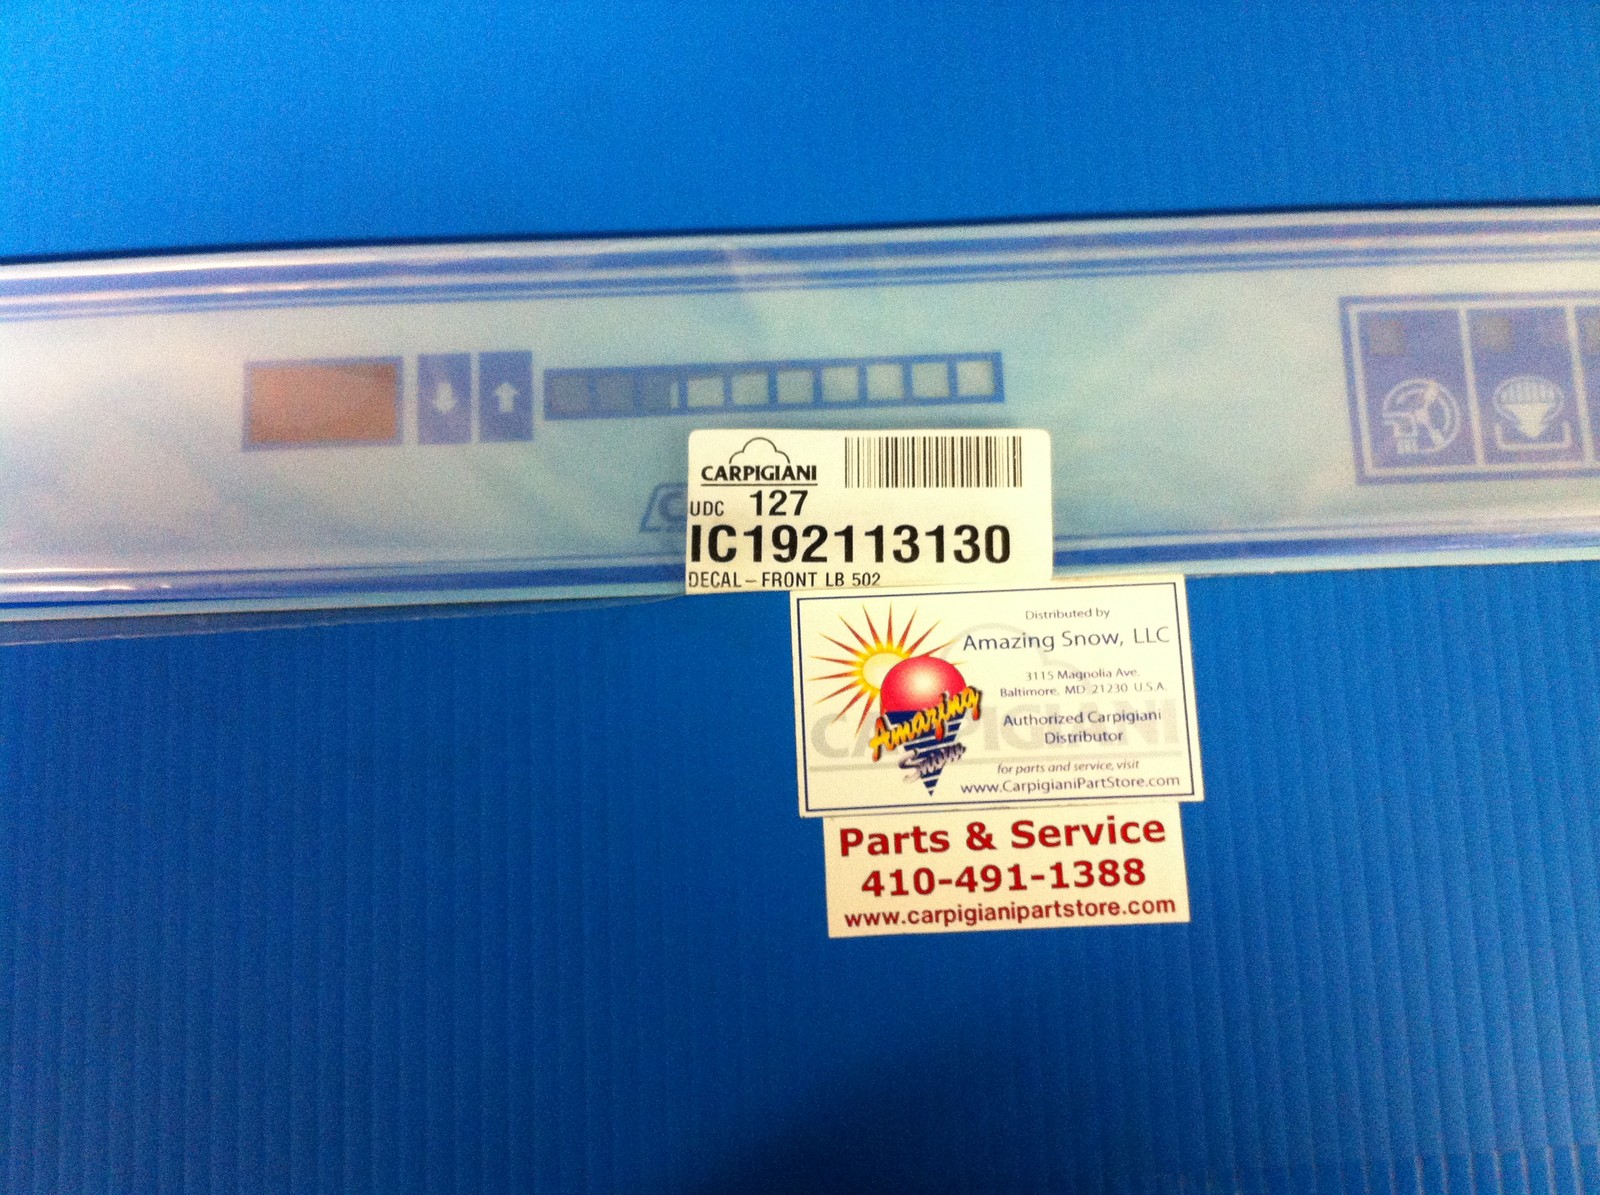 CARPIGIANI
UDC 127
IC192113130
DECAL-FRONT LB 502
C
Distributed by
Amazing Snow, LLC
3115 Magnolia Ave.
Baltimore, MD 21230 U.S.A.
Authorized Carpigiani
Distributor
for parts and service, visit
www.CarpigianiPartStore.com
Amazing
Snow
CARPIGIANI
Parts & Service
410-491-1388
www.carpigianipartstore.com